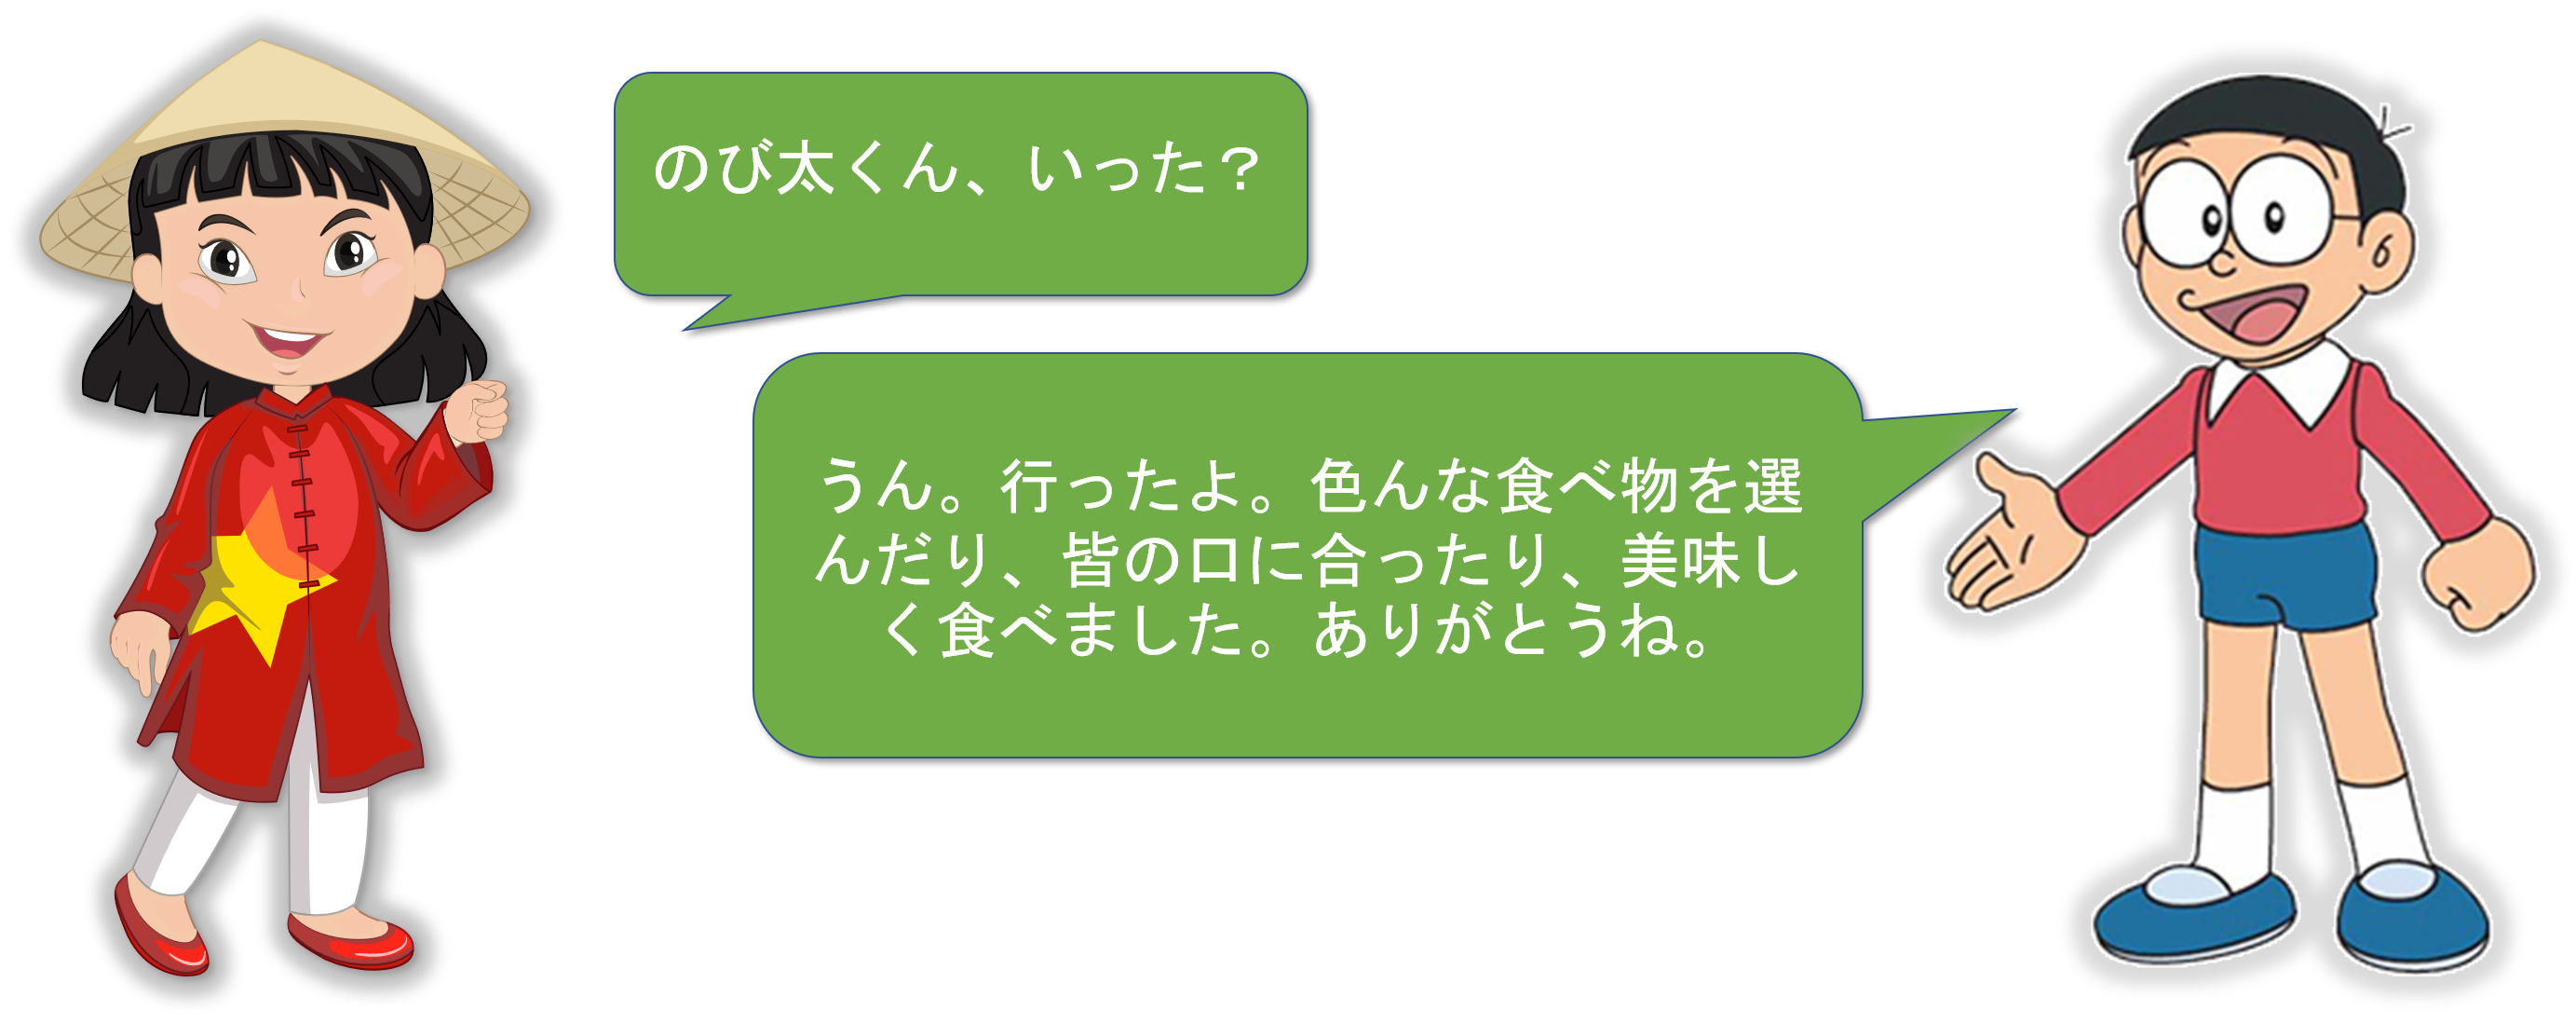 のび太くん、いった？
うん。行ったよ。色んな食べ物を選
んだり、皆の口に合ったり、美味し
く食べました。ありがとうね。